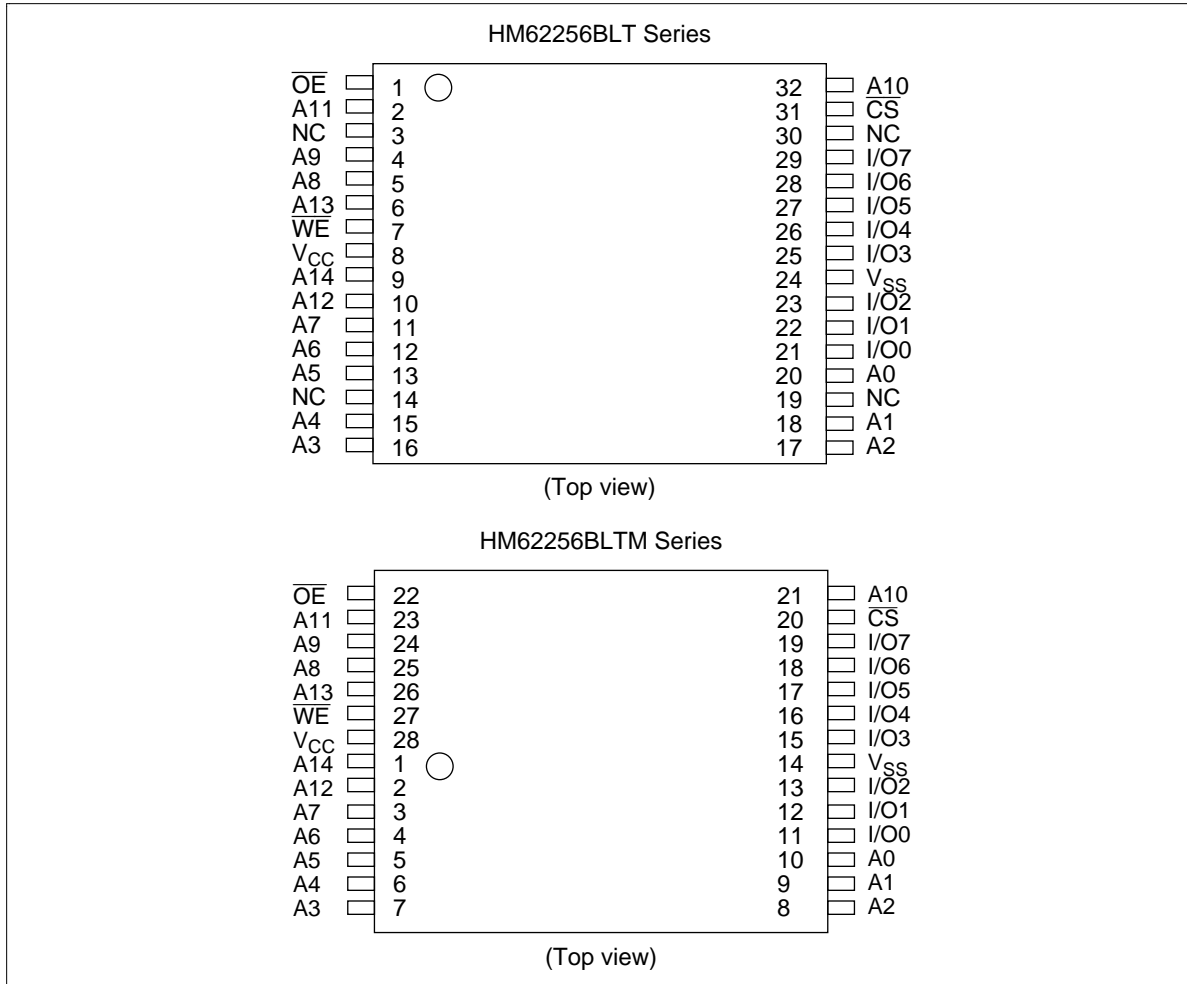 HM62256BLT Series
O̅E̅ 1 32 A10
A11 2 31 C̅S̅
NC 3 30 NC
A9 4 29 I/O7
A8 5 28 I/O6
A13 6 27 I/O5
W̅E̅ 7 26 I/O4
VCC 8 25 I/O3
A14 9 24 VSS
A12 10 23 I/O2
A7 11 22 I/O1
A6 12 21 I/O0
A5 13 20 A0
NC 14 19 NC
A4 15 18 A1
A3 16 17 A2
(Top view)
HM62256BLTM Series
O̅E̅ 22 21 A10
A11 23 20 C̅S̅
A9 24 19 I/O7
A8 25 18 I/O6
A13 26 17 I/O5
W̅E̅ 27 16 I/O4
VCC 28 15 I/O3
A14 1 14 VSS
A12 2 13 I/O2
A7 3 12 I/O1
A6 4 11 I/O0
A5 5 10 A0
A4 6 9 A1
A3 7 8 A2
(Top view)